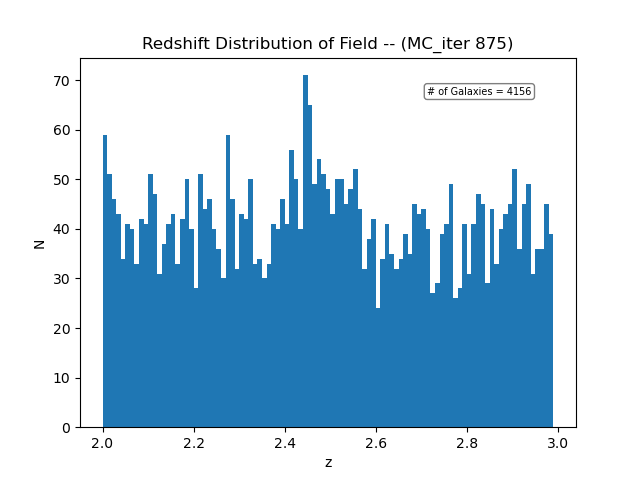 Redshift Distribution of Field -- (MC_iter 875)
# of Galaxies = 4156
70
60
50
40
30
20
10
0
N
2.0 2.2 2.4 2.6 2.8 3.0
z